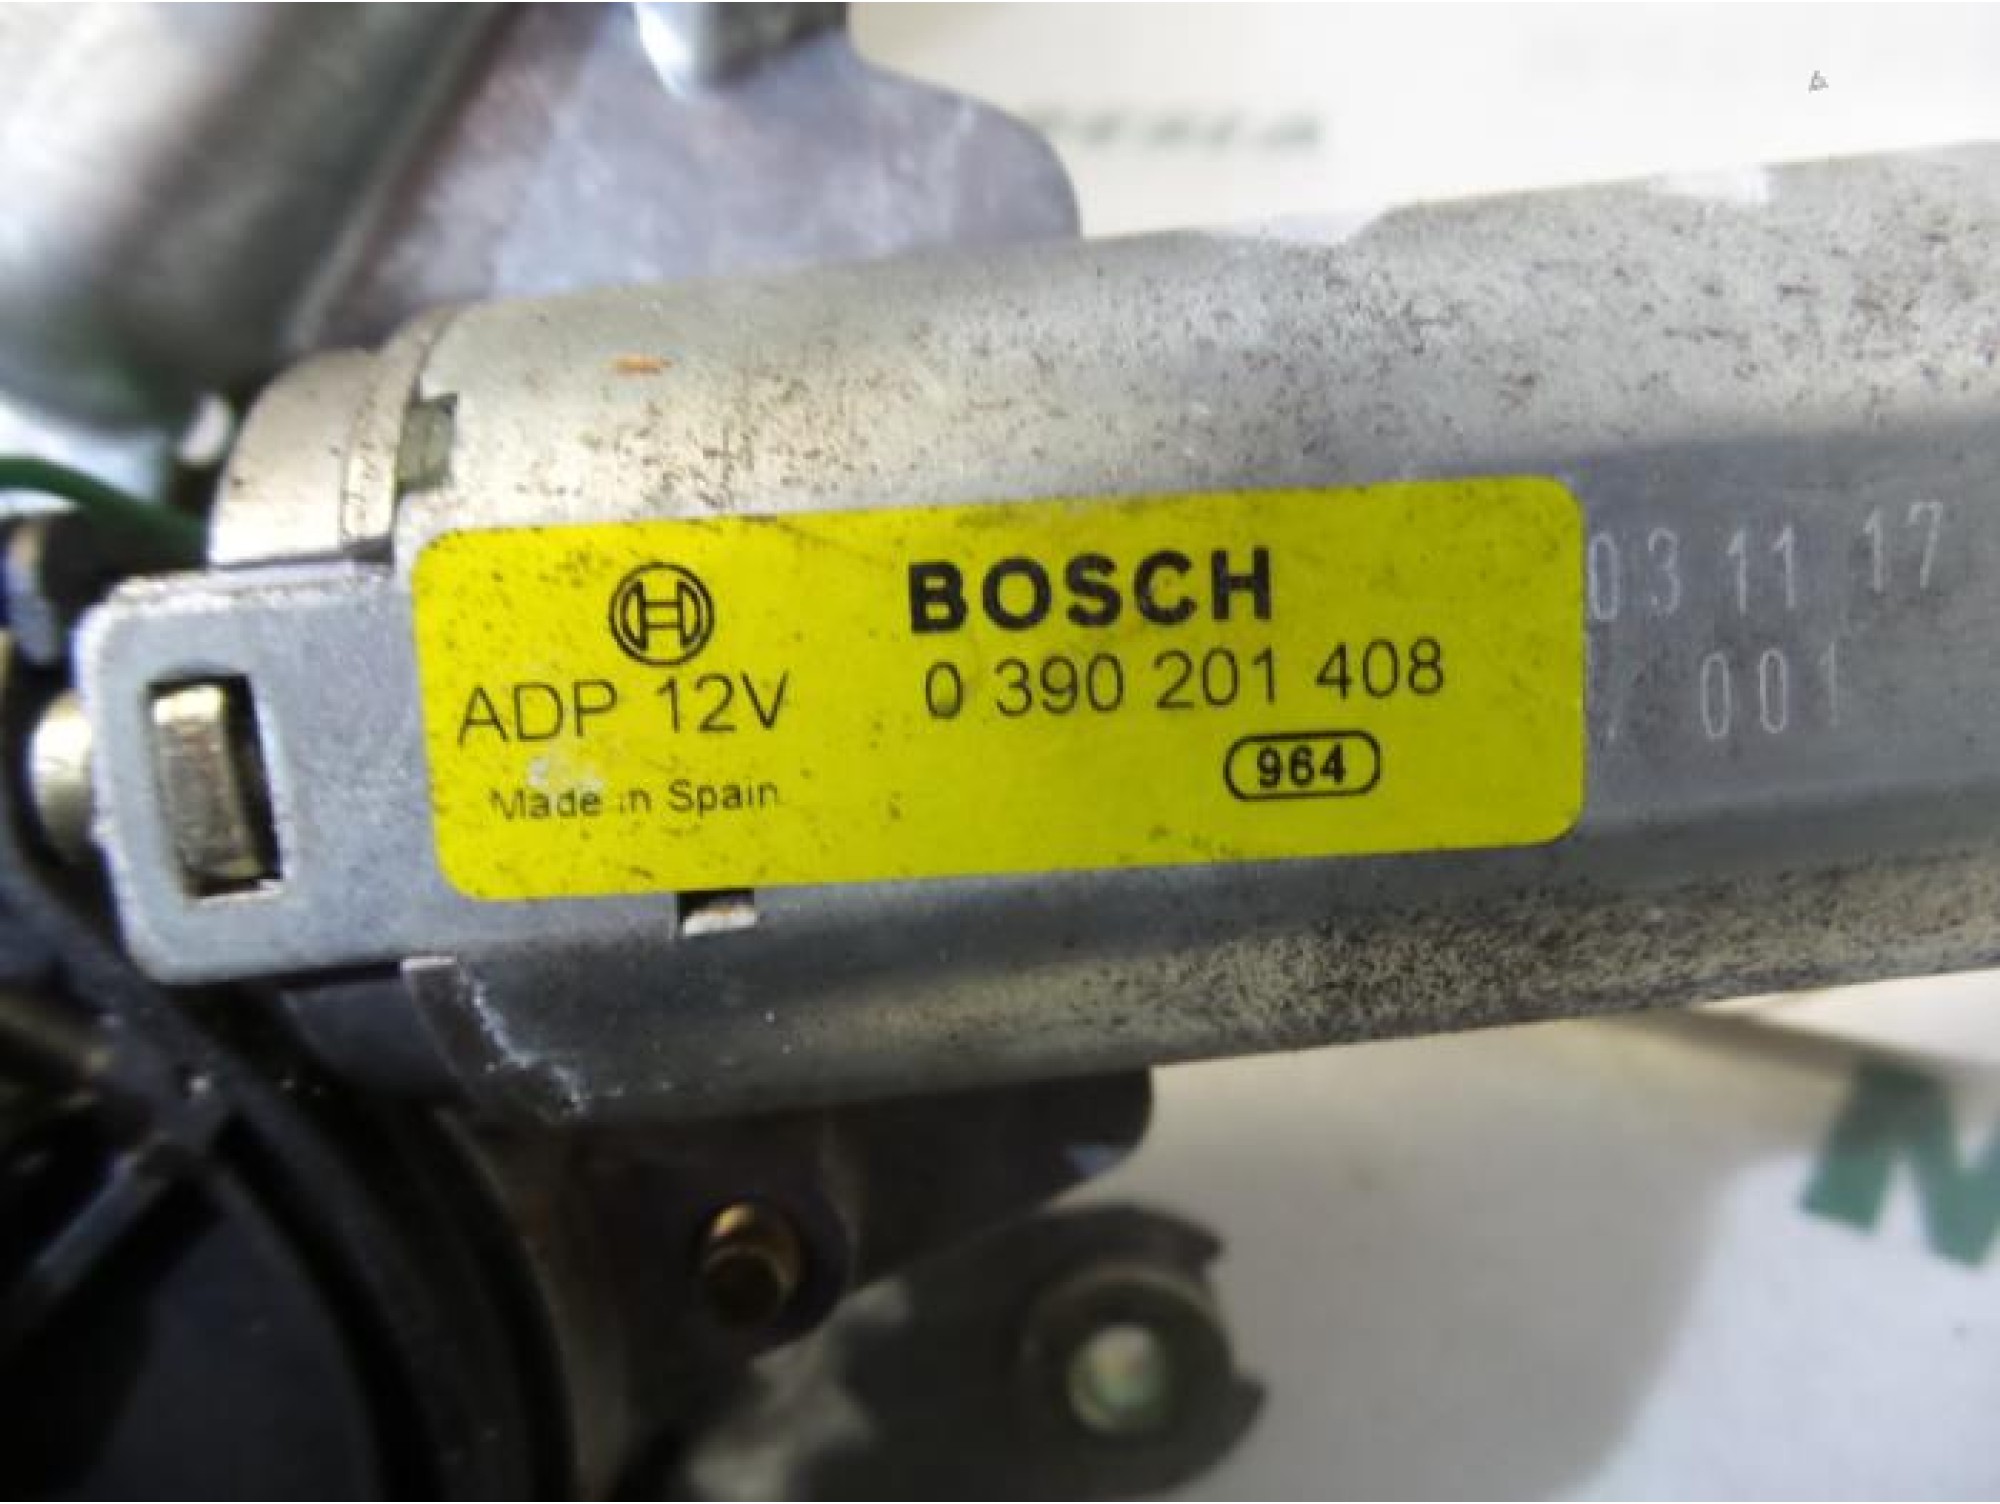 BOSCH
ADP 12V 0 390 201 408
Made in Spain 964
03 11 17
001